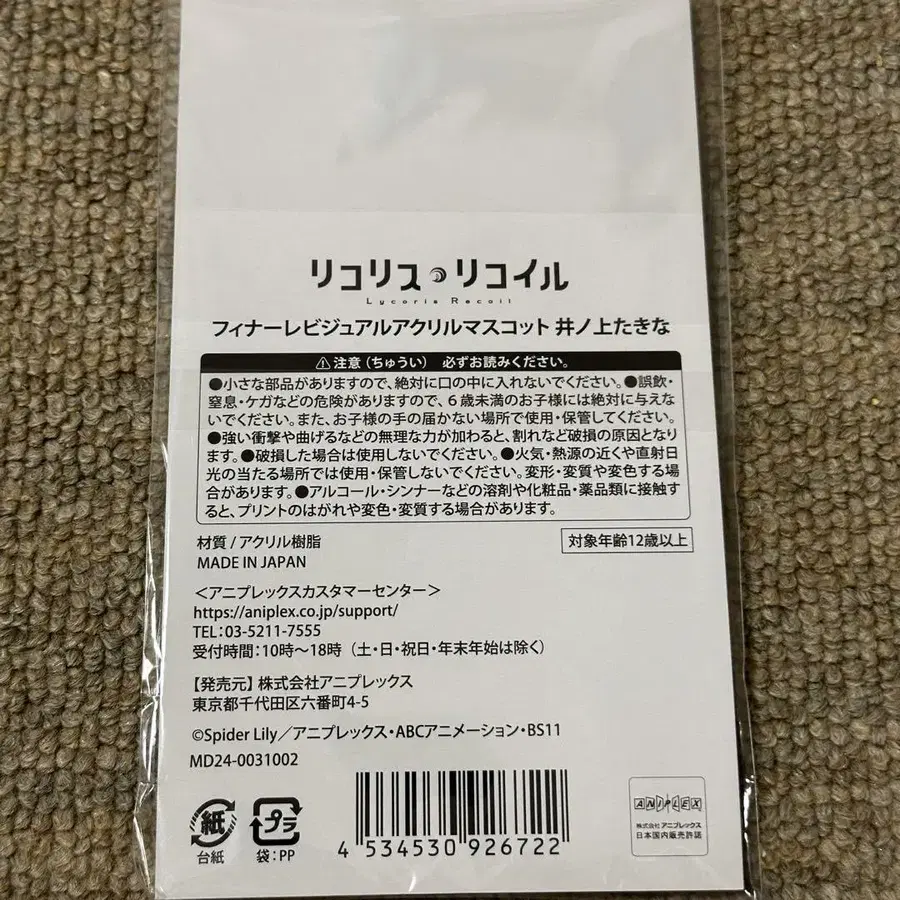 リコリス・リコイル
Lycoris Recoil
フィナーレビジュアルアクリルマスコット 井ノ上たきな
⚠注意（ちゅうい） 必ずお読みください。
●小さな部品がありますので、絶対に口の中に入れないでください。●誤飲・
窒息・ケガなどの危険がありますので、6歳未満のお子様には絶対に与えな
いでください。また、お子様の手の届かない場所で使用・保管してください。
●強い衝撃や曲げるなどの無理な力が加わると、割れなど破損の原因となり
ます。●破損した場合は使用しないでください。●火気・熱源の近くや直射日
光の当たる場所では使用・保管しないでください。変形・変質や変色する場
合があります。●アルコール・シンナーなどの溶剤や化粧品・薬品類に接触す
ると、プリントのはがれや変色・変質する場合があります。
材質/アクリル樹脂
対象年齢12歳以上
MADE IN JAPAN
＜アニプレックスカスタマーセンター＞
https://aniplex.co.jp/support/
TEL:03-5211-7555
受付時間:10時～18時（土・日・祝日・年末年始は除く）
【発売元】株式会社アニプレックス
東京都千代田区六番町4-5
©Spider Lily／アニプレックス・ABCアニメーション・BS11
MD24-0031002
紙
台紙
プラ
袋:PP
4 534530 926722
ANIPLEX
株式会社 アニプレックス
日本国内販売許諾